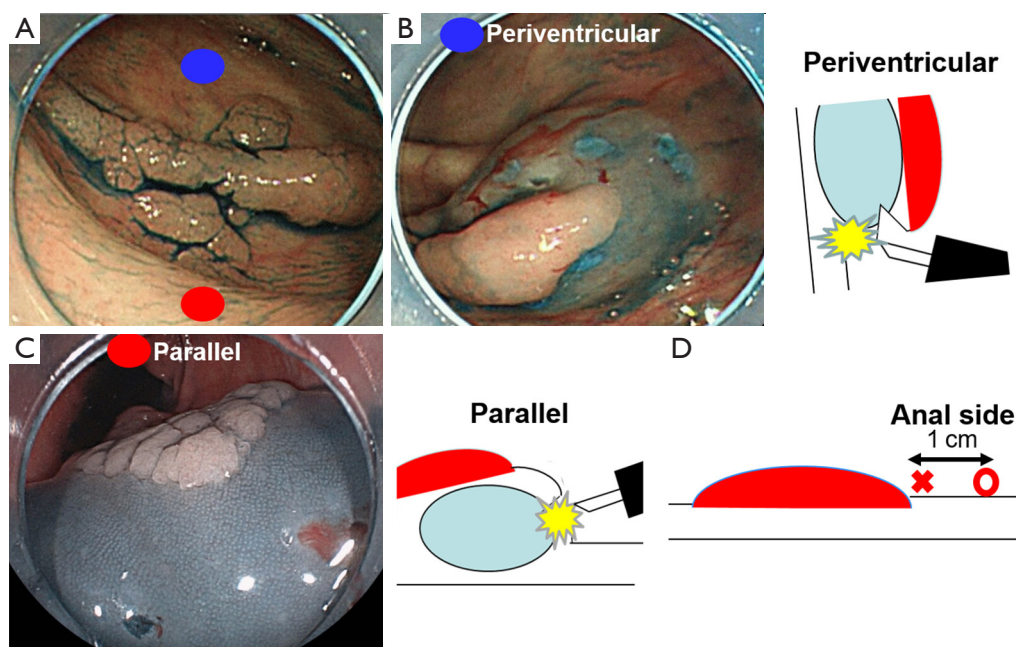 A
B
Periventricular
Periventricular
C
Parallel
Parallel
D
Anal side
1 cm